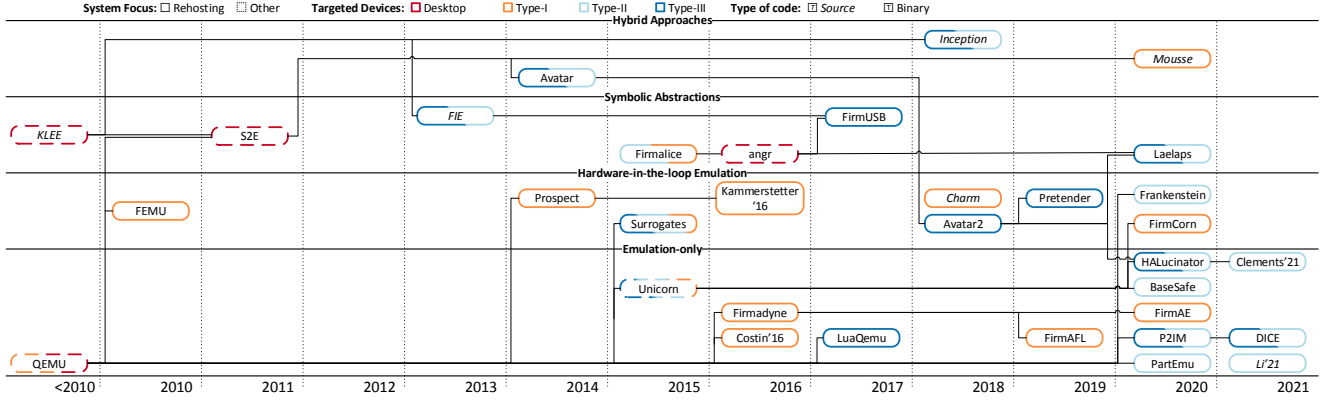 System Focus: Rehosting Other Targeted Devices: Desktop Type-I Type-II Type-III Type of code: T Source T Binary
Hybrid Approaches
Inception
Mousse
Avatar
Symbolic Abstractions
FIE
FirmUSB
KLEE
S2E
Firmalice
angr
Laelaps
Hardware-in-the-loop Emulation
FEMU
Prospect
Kammerstetter
‘16
Charm
Pretender
Frankenstein
Surrogates
Avatar2
FirmCorn
Emulation-only
HALucinator
Clements’21
Unicorn
BaseSafe
Firmadyne
FirmAE
Costin’16
LuaQemu
FirmAFL
P2IM
DICE
QEMU
PartEmu
Li’21
<2010 2010 2011 2012 2013 2014 2015 2016 2017 2018 2019 2020 2021